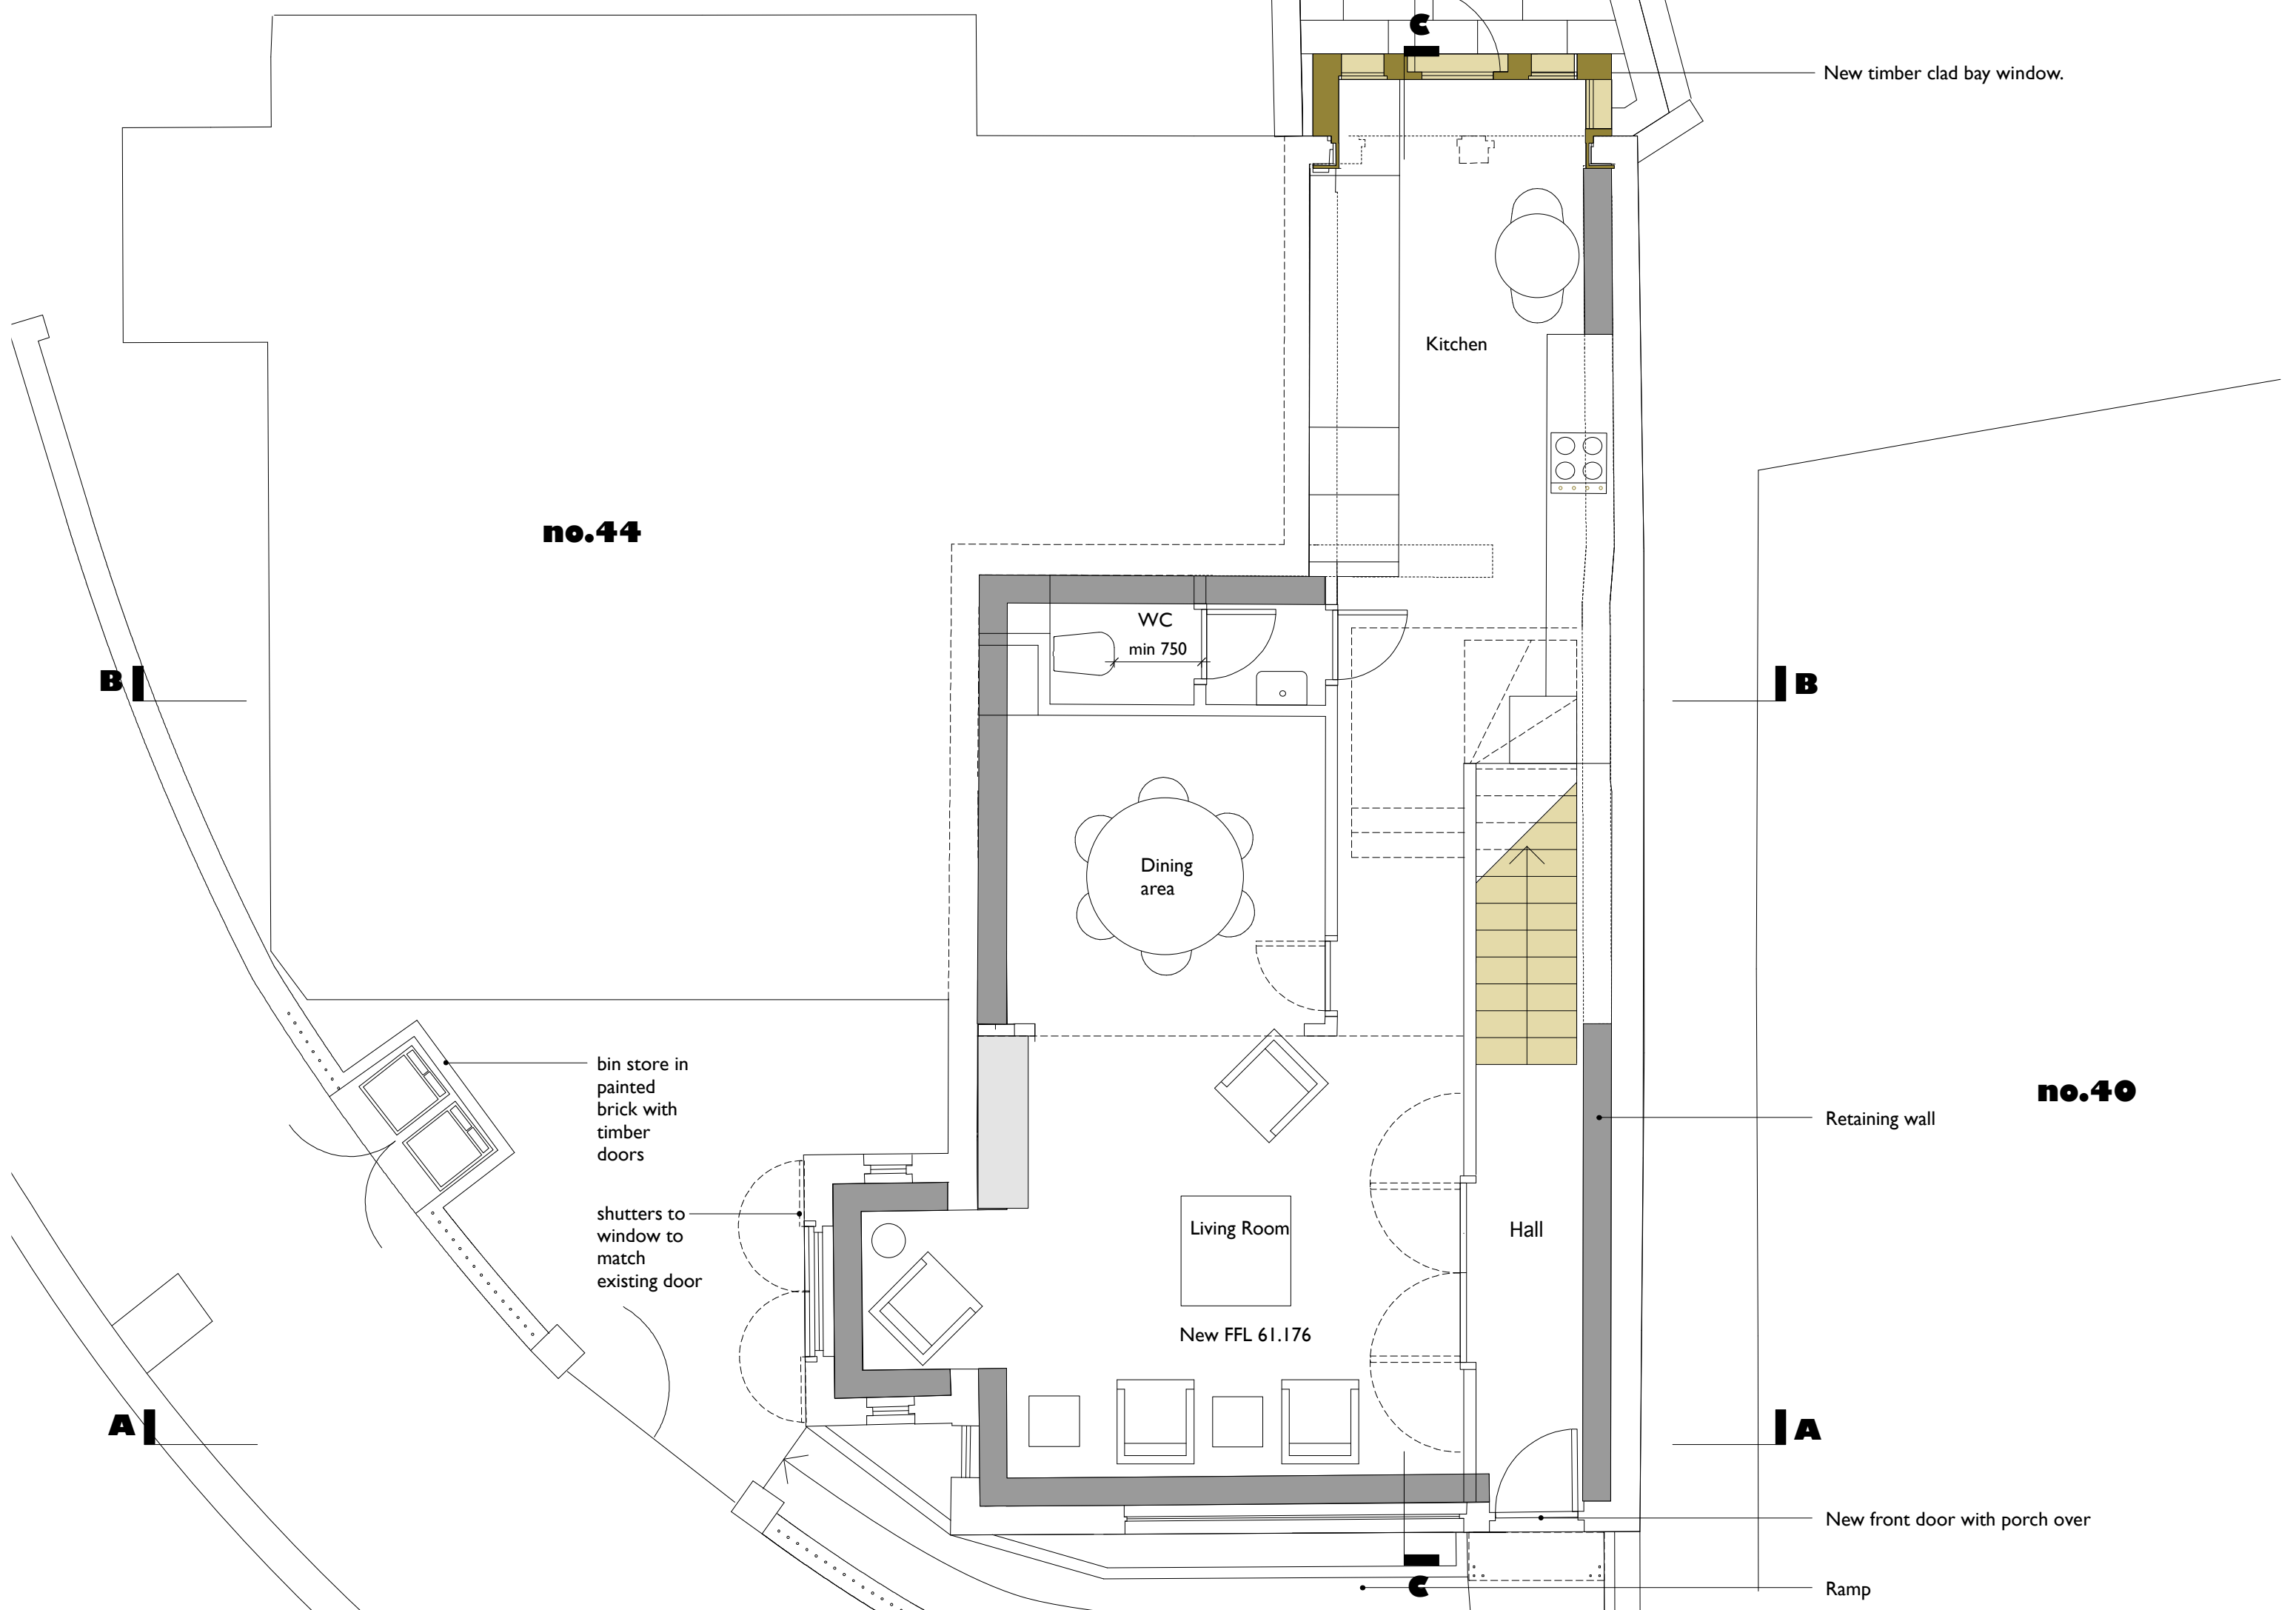 C
New timber clad bay window.
Kitchen
no.44
WC
min 750
B
B
Dining
area
bin store in
painted
brick with
timber
doors
no.40
Retaining wall
shutters to
window to
match
existing door
Living Room
Hall
New FFL 61.176
A
A
New front door with porch over
C
Ramp